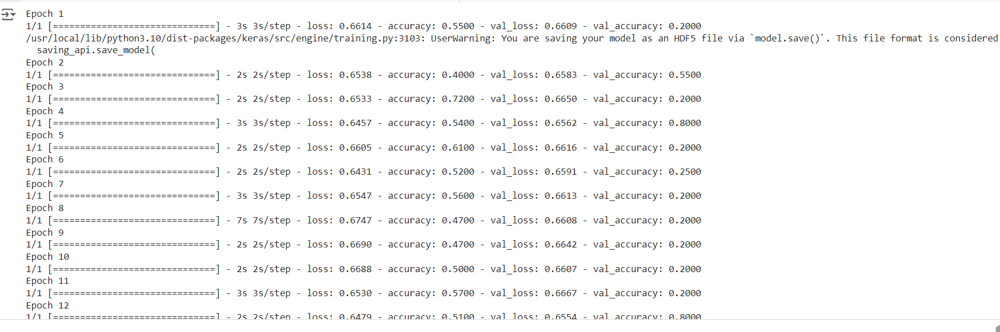 Epoch 1
1/1 [==============================] - 3s 3s/step - loss: 0.6614 - accuracy: 0.5500 - val_loss: 0.6609 - val_accuracy: 0.2000
/usr/local/lib/python3.10/dist-packages/keras/src/engine/training.py:3103: UserWarning: You are saving your model as an HDF5 file via `model.save()`. This file format is considered
  saving_api.save_model(
Epoch 2
1/1 [==============================] - 2s 2s/step - loss: 0.6538 - accuracy: 0.4000 - val_loss: 0.6583 - val_accuracy: 0.5500
Epoch 3
1/1 [==============================] - 2s 2s/step - loss: 0.6533 - accuracy: 0.7200 - val_loss: 0.6650 - val_accuracy: 0.2000
Epoch 4
1/1 [==============================] - 3s 3s/step - loss: 0.6457 - accuracy: 0.5400 - val_loss: 0.6562 - val_accuracy: 0.8000
Epoch 5
1/1 [==============================] - 2s 2s/step - loss: 0.6605 - accuracy: 0.6100 - val_loss: 0.6616 - val_accuracy: 0.2000
Epoch 6
1/1 [==============================] - 2s 2s/step - loss: 0.6431 - accuracy: 0.5200 - val_loss: 0.6591 - val_accuracy: 0.2500
Epoch 7
1/1 [==============================] - 3s 3s/step - loss: 0.6547 - accuracy: 0.5600 - val_loss: 0.6613 - val_accuracy: 0.2000
Epoch 8
1/1 [==============================] - 7s 7s/step - loss: 0.6747 - accuracy: 0.4700 - val_loss: 0.6608 - val_accuracy: 0.2000
Epoch 9
1/1 [==============================] - 2s 2s/step - loss: 0.6690 - accuracy: 0.4700 - val_loss: 0.6642 - val_accuracy: 0.2000
Epoch 10
1/1 [==============================] - 2s 2s/step - loss: 0.6688 - accuracy: 0.5000 - val_loss: 0.6607 - val_accuracy: 0.2000
Epoch 11
1/1 [==============================] - 3s 3s/step - loss: 0.6530 - accuracy: 0.5700 - val_loss: 0.6667 - val_accuracy: 0.2000
Epoch 12
1/1 [==============================] - 2s 2s/step - loss: 0.6479 - accuracy: 0.5100 - val_loss: 0.6554 - val_accuracy: 0.8000